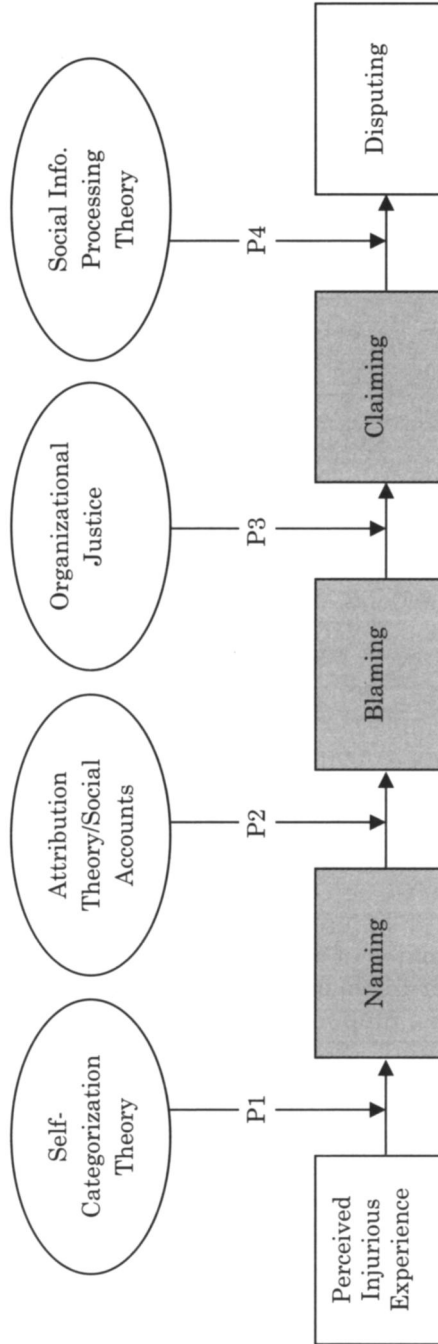 Self-
Categorization
Theory
Attribution
Theory/Social
Accounts
Organizational
Justice
Social Info.
Processing
Theory
P1
P2
P3
P4
Perceived
Injurious
Experience
Naming
Blaming
Claiming
Disputing